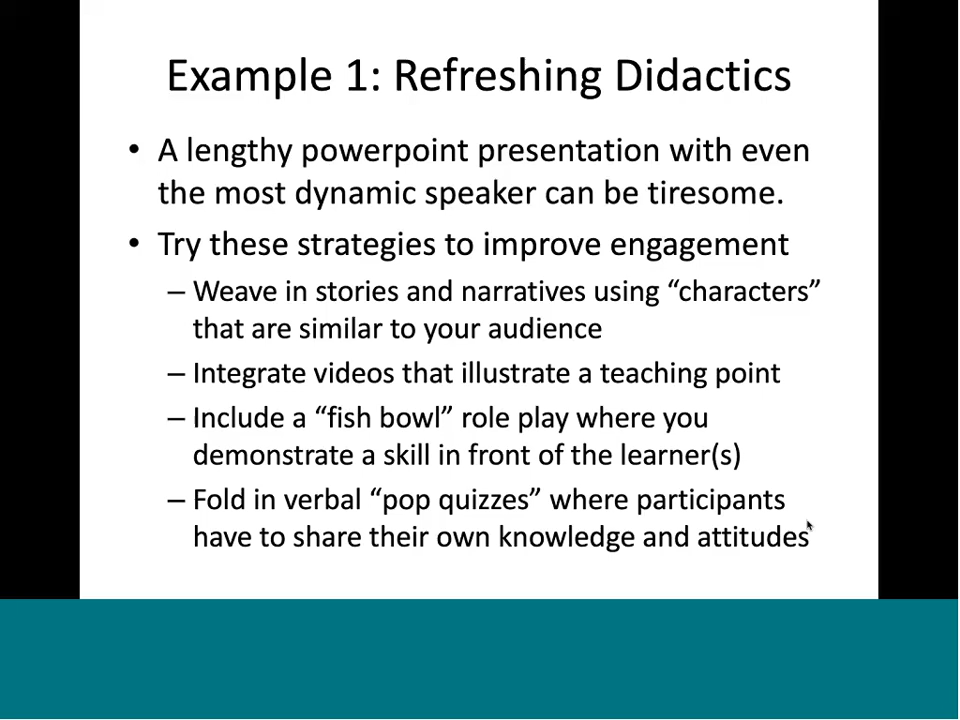 Example 1: Refreshing Didactics
• A lengthy powerpoint presentation with even
the most dynamic speaker can be tiresome.
• Try these strategies to improve engagement
– Weave in stories and narratives using “characters”
that are similar to your audience
– Integrate videos that illustrate a teaching point
– Include a “fish bowl” role play where you
demonstrate a skill in front of the learner(s)
– Fold in verbal “pop quizzes” where participants
have to share their own knowledge and attitudes